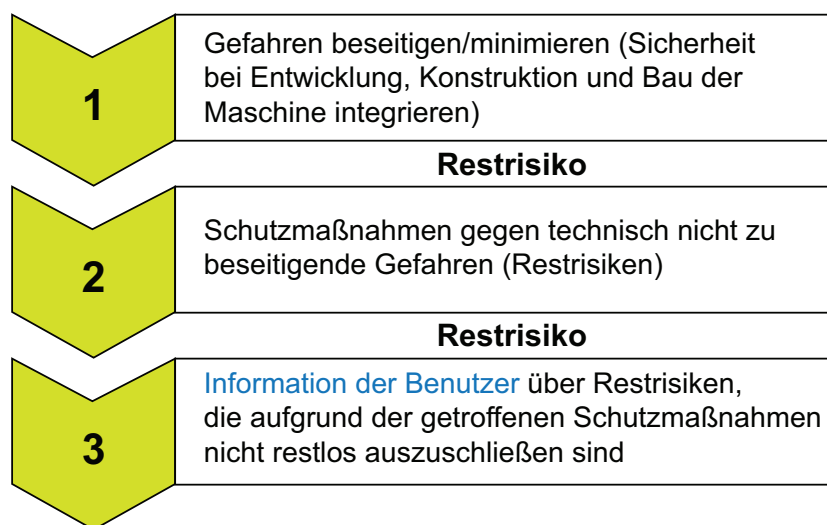 1
Gefahren beseitigen/minimieren (Sicherheit
bei Entwicklung, Konstruktion und Bau der
Maschine integrieren)
Restrisiko
2
Schutzmaßnahmen gegen technisch nicht zu
beseitigende Gefahren (Restrisiken)
Restrisiko
3
Information der Benutzer über Restrisiken,
die aufgrund der getroffenen Schutzmaßnahmen
nicht restlos auszuschließen sind